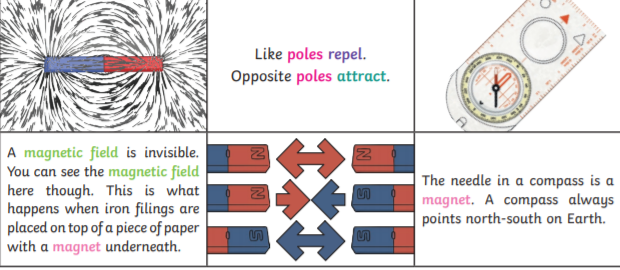 Like poles repel.
Opposite poles attract.
A magnetic field is invisible.
You can see the magnetic field
here though. This is what
happens when iron filings are
placed on top of a piece of paper
with a magnet underneath.
N N
N S
S S
The needle in a compass is a
magnet. A compass always
points north-south on Earth.